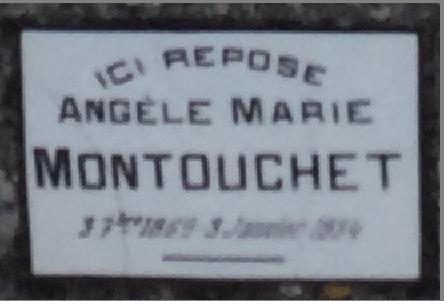 ICI REPOSE
ANGÈLE MARIE
MONTOUCHET
3 Janvier